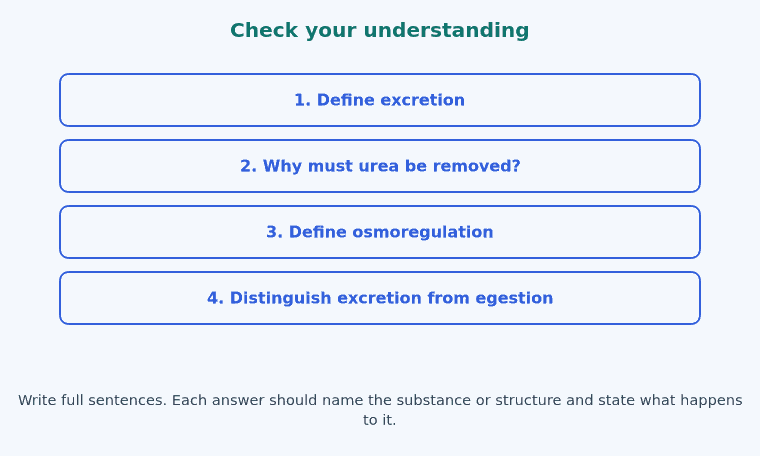 Check your understanding
1. Define excretion
2. Why must urea be removed?
3. Define osmoregulation
4. Distinguish excretion from egestion
Write full sentences. Each answer should name the substance or structure and state what happens
to it.